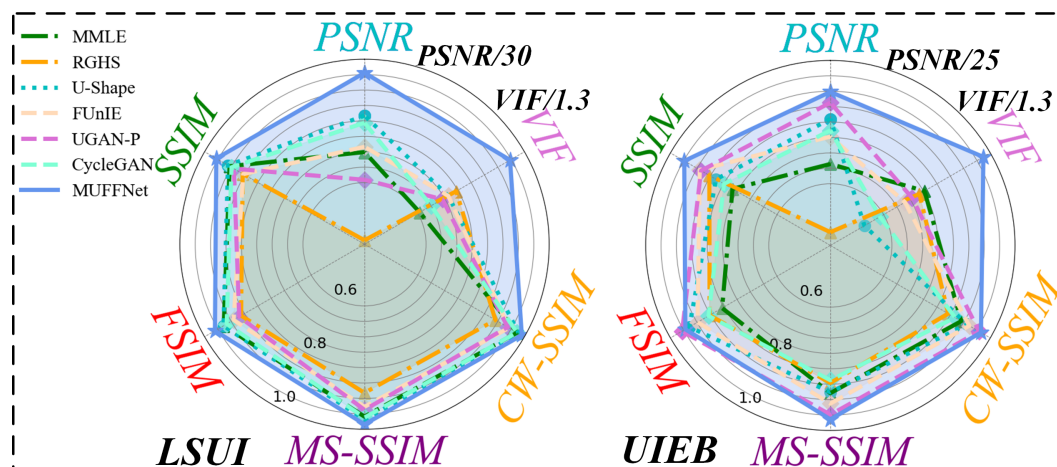 MMLE
RGHS
U-Shape
FUnIE
UGAN-P
CycleGAN
MUFFNet
PSNR
PSNR/30
VIF/1.3
VIF
SSIM
FSIM
MS-SSIM
CW-SSIM
0.6
0.8
1.0
LSUI
PSNR
PSNR/25
VIF/1.3
VIF
SSIM
FSIM
MS-SSIM
CW-SSIM
0.6
0.8
1.0
UIEB